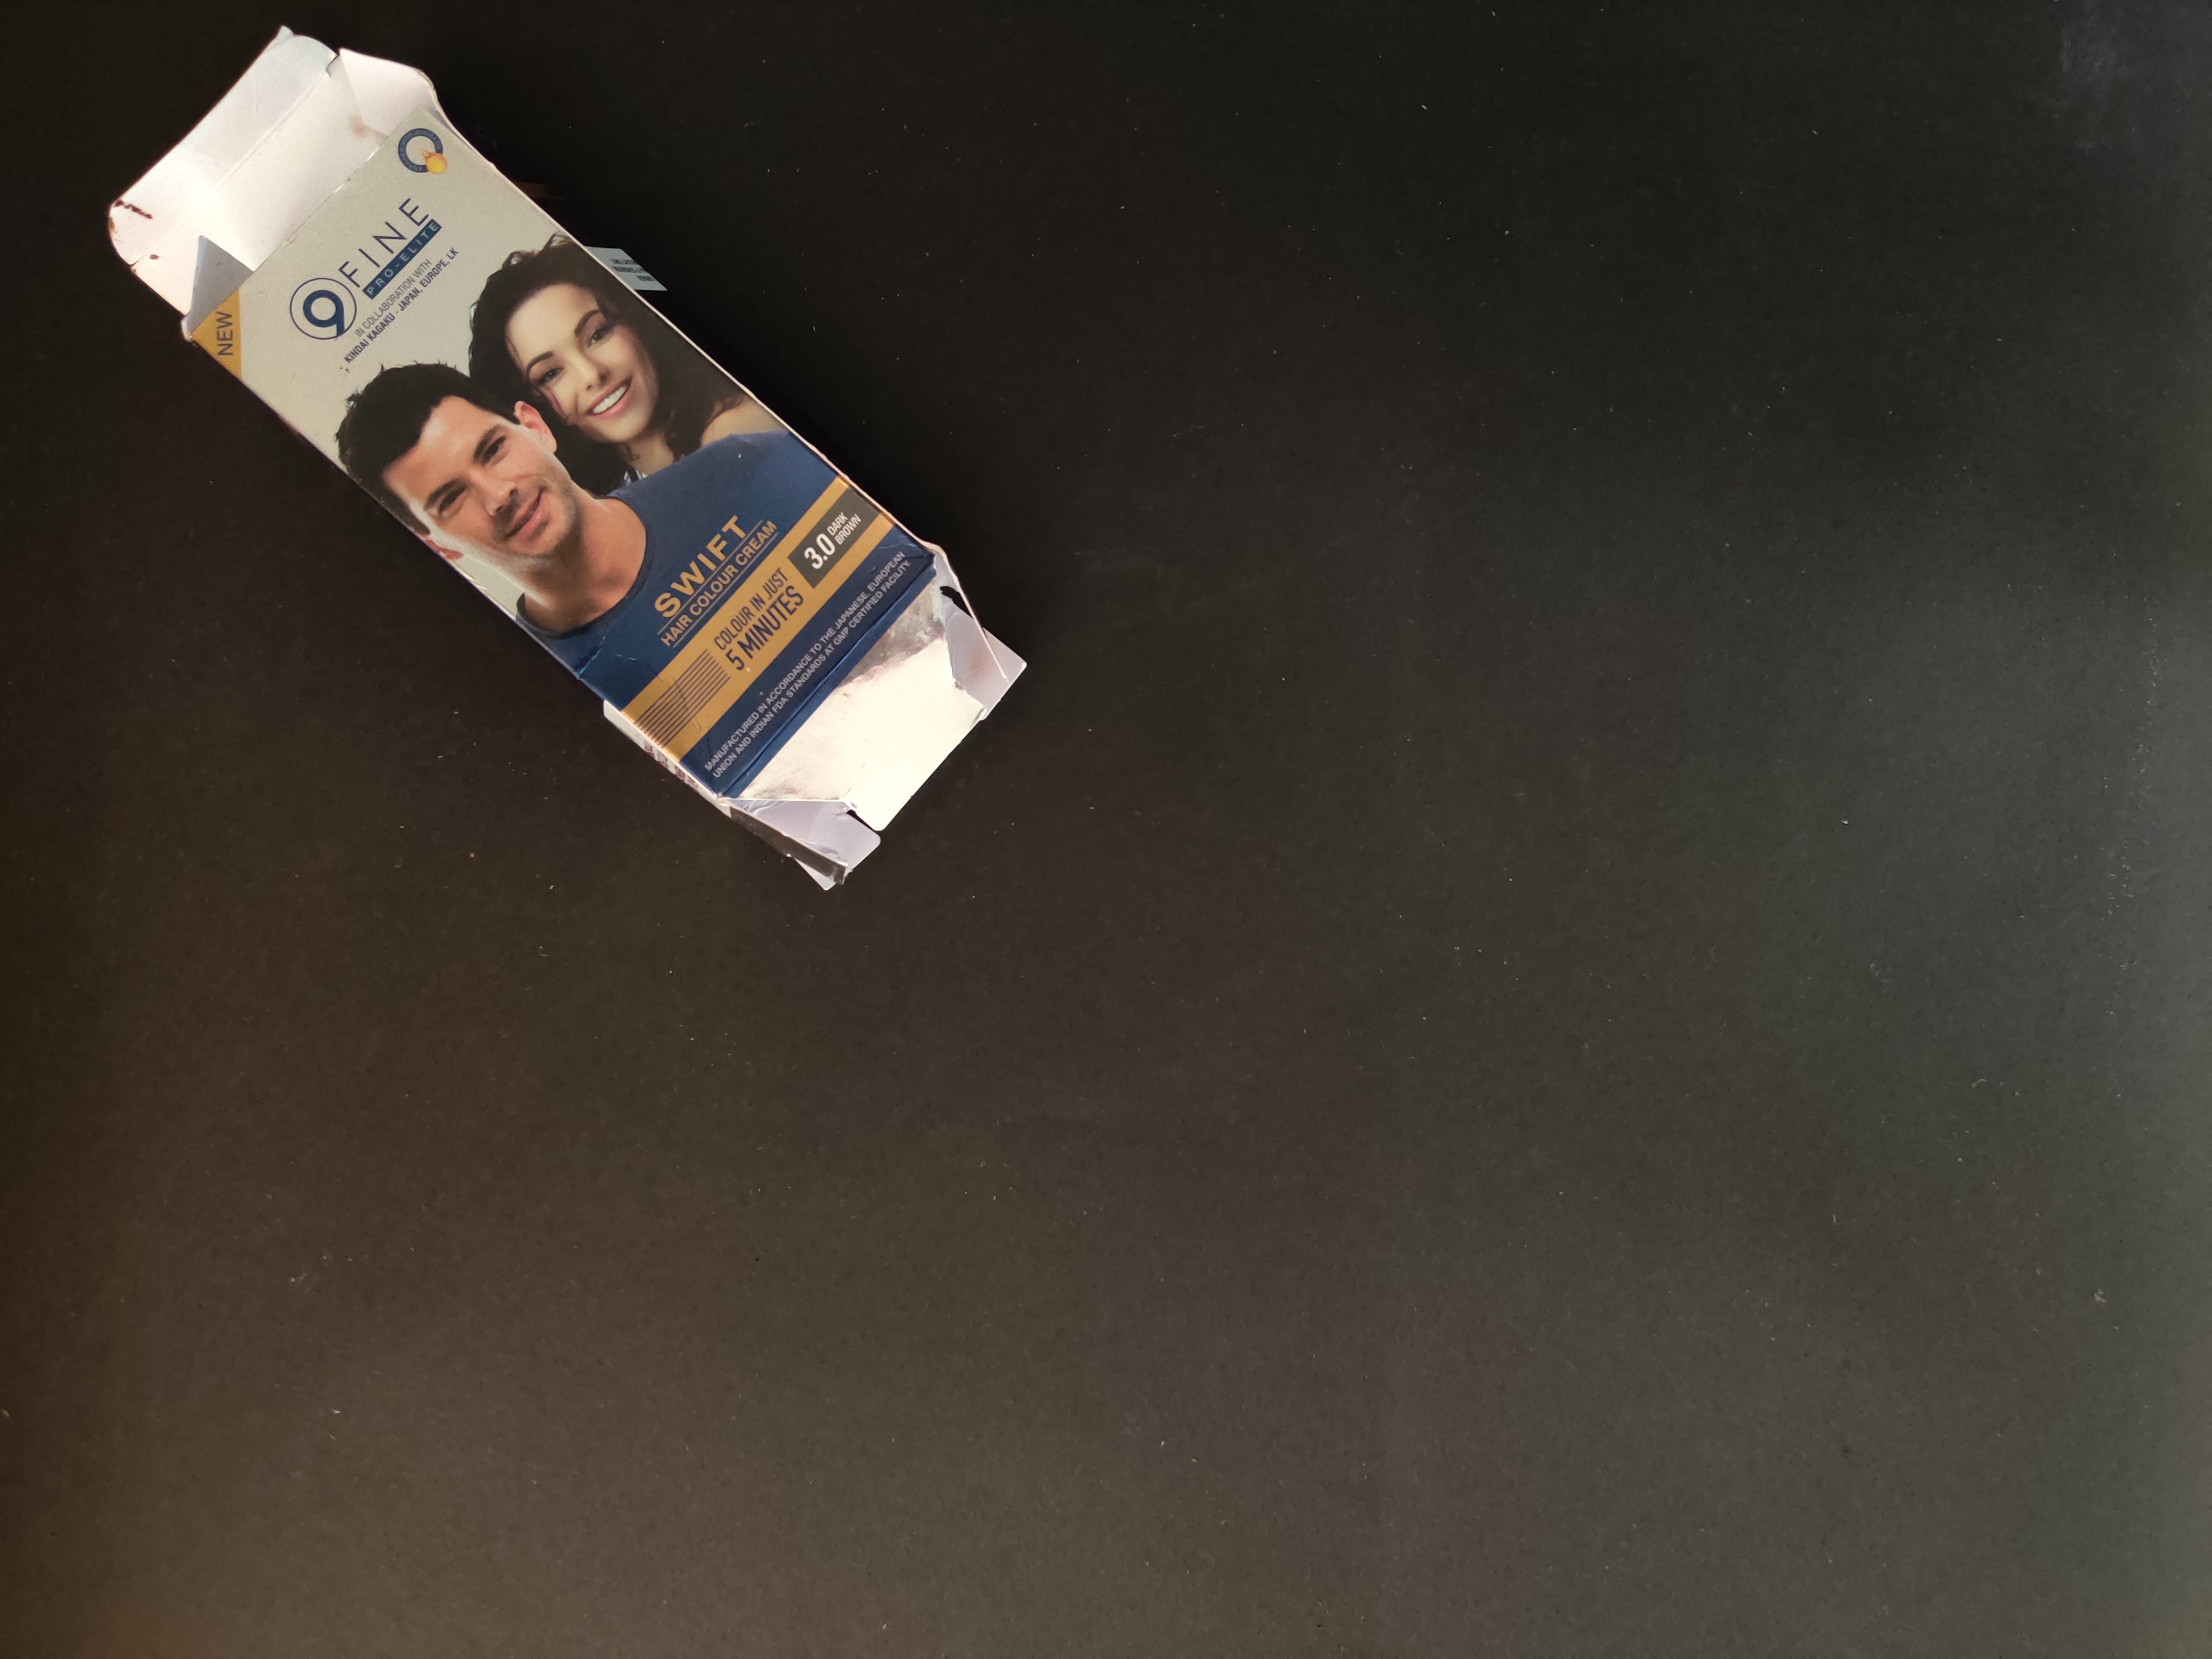 NEW
9 FINE
PRO-ELITE
IN COLLABORATION WITH
KINDAI KAGAKU - JAPAN, EUROPE, LK
SWIFT
HAIR COLOUR CREAM
COLOUR IN JUST
5 MINUTES
3.0 DARK
BROWN
MANUFACTURED IN ACCORDANCE TO THE JAPANESE, EUROPEAN
UNION AND INDIAN FDA STANDARDS AT GMP CERTIFIED FACILITY.